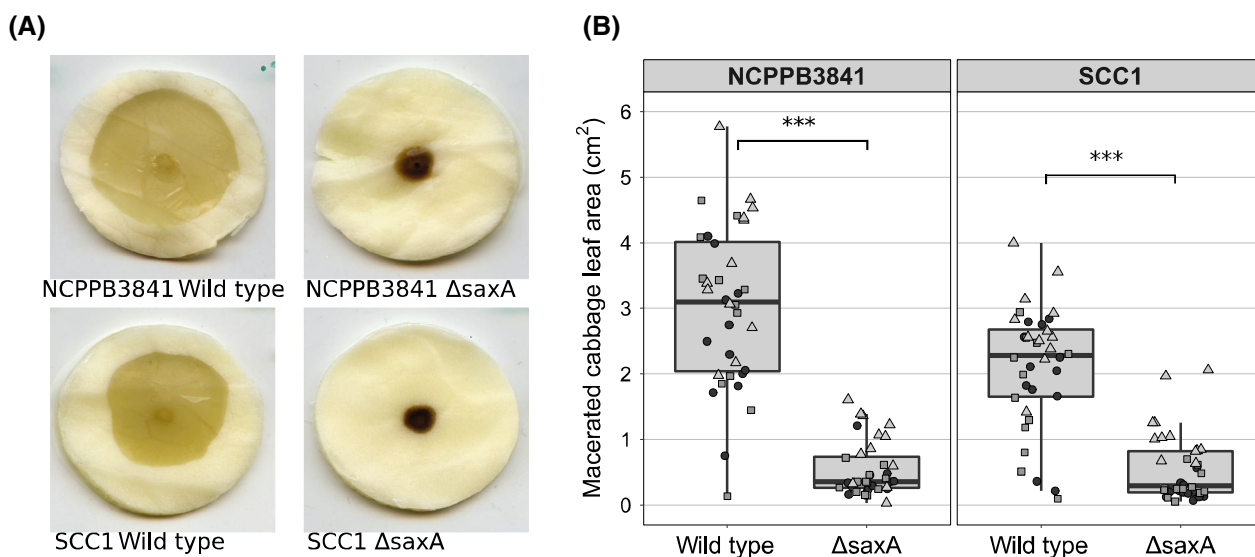 (A)
NCPPB3841 Wild type
NCPPB3841 ΔsaxA
SCC1 Wild type
SCC1 ΔsaxA
(B)
NCPPB3841
SCC1
Macerated cabbage leaf area (cm²)
6
5
4
3
2
1
0
***
***
Wild type
ΔsaxA
Wild type
ΔsaxA